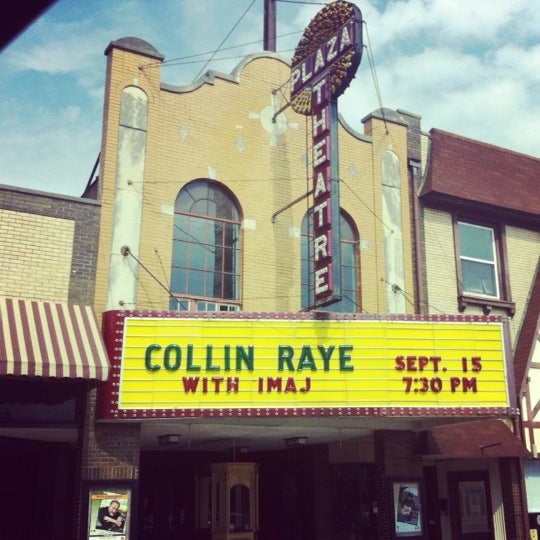 PLAZA
THEATRE
COLLIN RAYE SEPT. 15
WITH IMAJ 7:30 PM